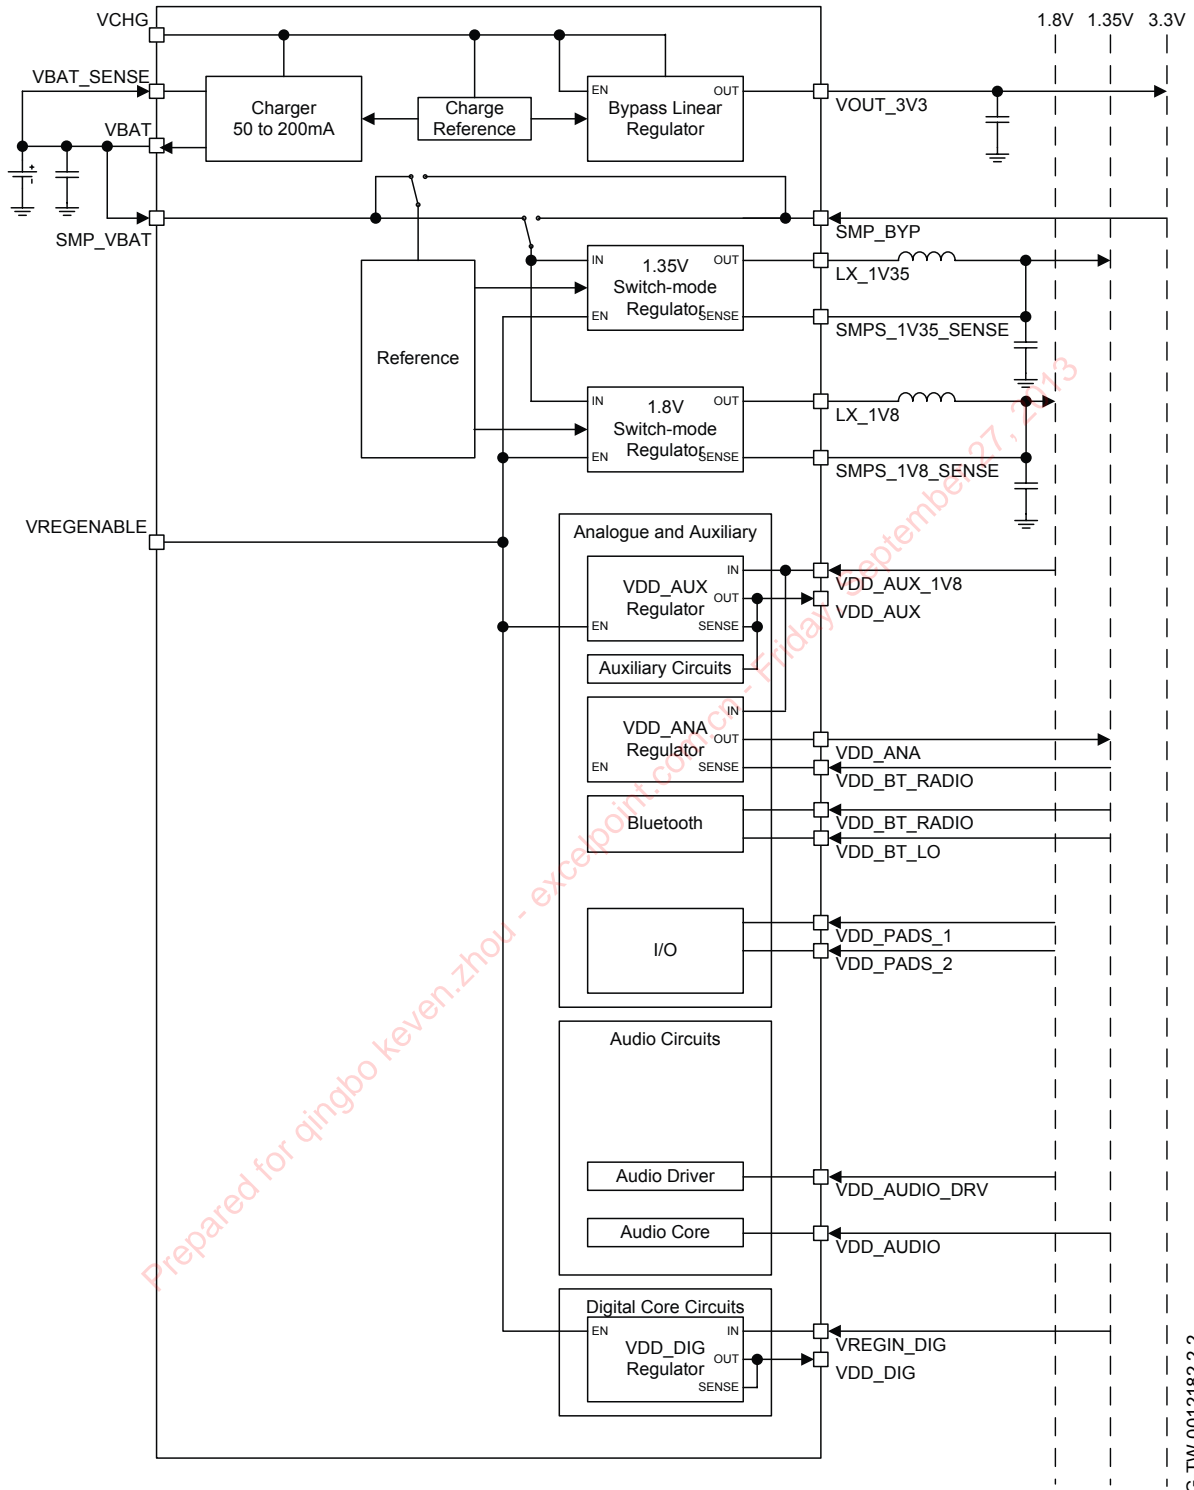 VCHG
1.8V 1.35V 3.3V
VBAT_SENSE
Charger
50 to 200mA
Charge
Reference
EN
OUT
Bypass Linear
Regulator
VOUT_3V3
VBAT
+
-
SMP_VBAT
SMP_BYP
IN
OUT
1.35V
Switch-mode
Regulator
EN
SENSE
LX_1V35
SMPS_1V35_SENSE
Reference
IN
OUT
1.8V
Switch-mode
Regulator
EN
SENSE
LX_1V8
SMPS_1V8_SENSE
VREGENABLE
Analogue and Auxiliary
IN
VDD_AUX
Regulator
OUT
EN
SENSE
VDD_AUX_1V8
VDD_AUX
Auxiliary Circuits
IN
VDD_ANA
Regulator
OUT
EN
SENSE
VDD_ANA
VDD_BT_RADIO
Bluetooth
VDD_BT_RADIO
VDD_BT_LO
I/O
VDD_PADS_1
VDD_PADS_2
Audio Circuits
Audio Driver
VDD_AUDIO_DRV
Audio Core
VDD_AUDIO
Digital Core Circuits
EN
IN
VDD_DIG
Regulator
OUT
SENSE
VREGIN_DIG
VDD_DIG
Prepared for qingbo keven.zhou - excelpoint.com.cn - Friday, September 27, 2013